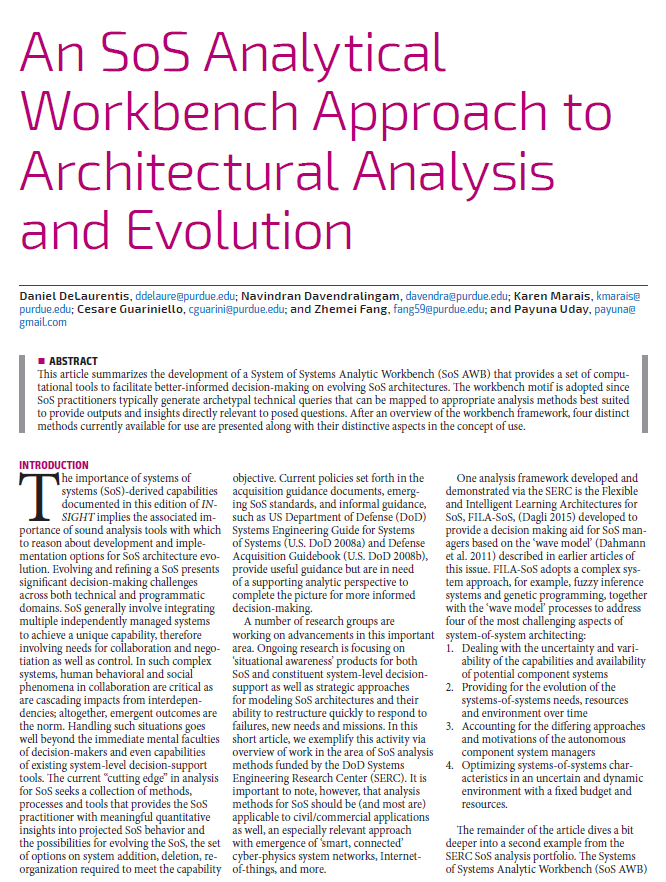 An SoS Analytical
Workbench Approach to
Architectural Analysis
and Evolution
Daniel DeLaurentis, ddelaure@purdue.edu; Navindran Davendralingam, davendra@purdue.edu; Karen Marais, kmarais@
purdue.edu; Cesare Guariniello, cguarini@purdue.edu; and Zhemei Fang, fang59@purdue.edu; and Payuna Uday, payuna@
gmail.com
■ ABSTRACT
This article summarizes the development of a System of Systems Analytic Workbench (SoS AWB) that provides a set of compu-
tational tools to facilitate better-informed decision-making on evolving SoS architectures. The workbench motif is adopted since
SoS practitioners typically generate archetypal technical queries that can be mapped to appropriate analysis methods best suited
to provide outputs and insights directly relevant to posed questions. After an overview of the workbench framework, four distinct
methods currently available for use are presented along with their distinctive aspects in the concept of use.
INTRODUCTION
The importance of systems of
systems (SoS)-derived capabilities
documented in this edition of IN-
SIGHT implies the associated im-
portance of sound analysis tools with which
to reason about development and imple-
mentation options for SoS architecture evo-
lution. Evolving and refining a SoS presents
significant decision-making challenges
across both technical and programmatic
domains. SoS generally involve integrating
multiple independently managed systems
to achieve a unique capability, therefore
involving needs for collaboration and nego-
tiation as well as control. In such complex
systems, human behavioral and social
phenomena in collaboration are critical as
are cascading impacts from interdepen-
dencies; altogether, emergent outcomes are
the norm. Handling such situations goes
well beyond the immediate mental faculties
of decision-makers and even capabilities
of existing system-level decision-support
tools. The current "cutting edge" in analysis
for SoS seeks a collection of methods,
processes and tools that provides the SoS
practitioner with meaningful quantitative
insights into projected SoS behavior and
the possibilities for evolving the SoS, the set
of options on system addition, deletion, re-
organization required to meet the capability
objective. Current policies set forth in the
acquisition guidance documents, emerg-
ing SoS standards, and informal guidance,
such as US Department of Defense (DoD)
Systems Engineering Guide for Systems
of Systems (U.S. DoD 2008a) and Defense
Acquisition Guidebook (U.S. DoD 2008b),
provide useful guidance but are in need
of a supporting analytic perspective to
complete the picture for more informed
decision-making.
A number of research groups are
working on advancements in this important
area. Ongoing research is focusing on
'situational awareness' products for both
SoS and constituent system-level decision-
support as well as strategic approaches
for modeling SoS architectures and their
ability to restructure quickly to respond to
failures, new needs and missions. In this
short article, we exemplify this activity via
overview of work in the area of SoS analysis
methods funded by the DoD Systems
Engineering Research Center (SERC). It is
important to note, however, that analysis
methods for SoS should be (and most are)
applicable to civil/commercial applications
as well, an especially relevant approach
with emergence of 'smart, connected'
cyber-physics system networks, Internet-
of-things, and more.
One analysis framework developed and
demonstrated via the SERC is the Flexible
and Intelligent Learning Architectures for
SoS, FILA-SoS, (Dagli 2015) developed to
provide a decision making aid for SoS man-
agers based on the 'wave model' (Dahmann
et al. 2011) described in earlier articles of
this issue. FILA-SoS adopts a complex sys-
tem approach, for example, fuzzy inference
systems and genetic programming, together
with the 'wave model' processes to address
four of the most challenging aspects of
system-of-system architecting:
1. Dealing with the uncertainty and vari-
ability of the capabilities and availability
of potential component systems
2. Providing for the evolution of the
systems-of-systems needs, resources
and environment over time
3. Accounting for the differing approaches
and motivations of the autonomous
component system managers
4. Optimizing systems-of-systems char-
acteristics in an uncertain and dynamic
environment with a fixed budget and
resources.
The remainder of the article dives a bit
deeper into a second example from the
SERC SoS analysis portfolio. The Systems
of Systems Analytic Workbench (SoS AWB)